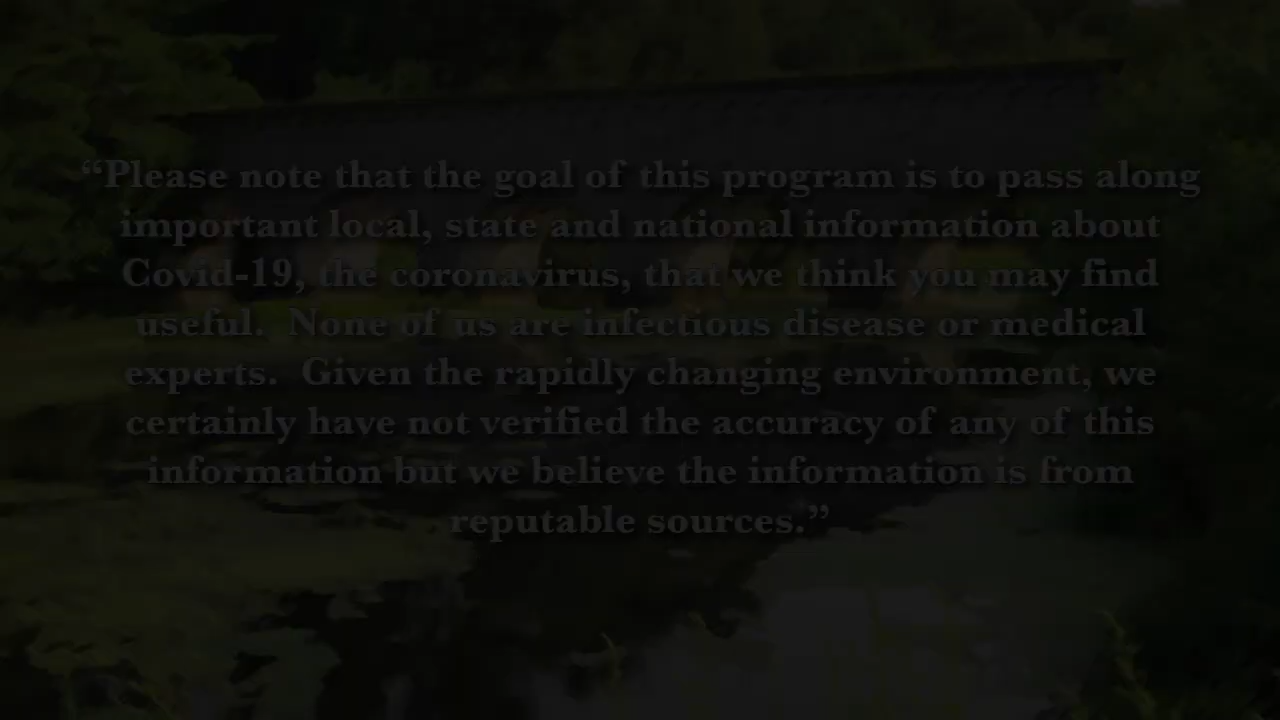 “Please note that the goal of this program is to pass along
important local, state and national information about
Covid-19, the coronavirus, that we think you may find
useful.  None of us are infectious disease or medical
experts.  Given the rapidly changing environment, we
certainly have not verified the accuracy of any of this
information but we believe the information is from
reputable sources.”